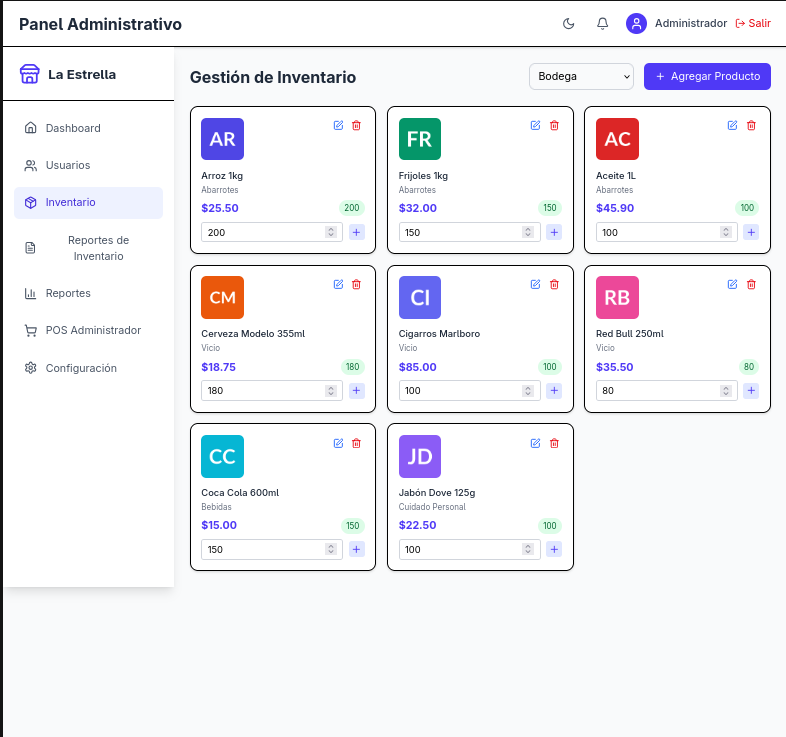 Panel Administrativo
Administrador
Salir
La Estrella
Dashboard
Usuarios
Inventario
Reportes de
Inventario
Reportes
POS Administrador
Configuración
Gestión de Inventario
Bodega
+ Agregar Producto
AR
Arroz 1kg
Abarrotes
$25.50
200
200
+
FR
Frijoles 1kg
Abarrotes
$32.00
150
150
+
AC
Aceite 1L
Abarrotes
$45.90
100
100
+
CM
Cerveza Modelo 355ml
Vicio
$18.75
180
180
+
CI
Cigarros Marlboro
Vicio
$85.00
100
100
+
RB
Red Bull 250ml
Vicio
$35.50
80
80
+
CC
Coca Cola 600ml
Bebidas
$15.00
150
150
+
JD
Jabón Dove 125g
Cuidado Personal
$22.50
100
100
+